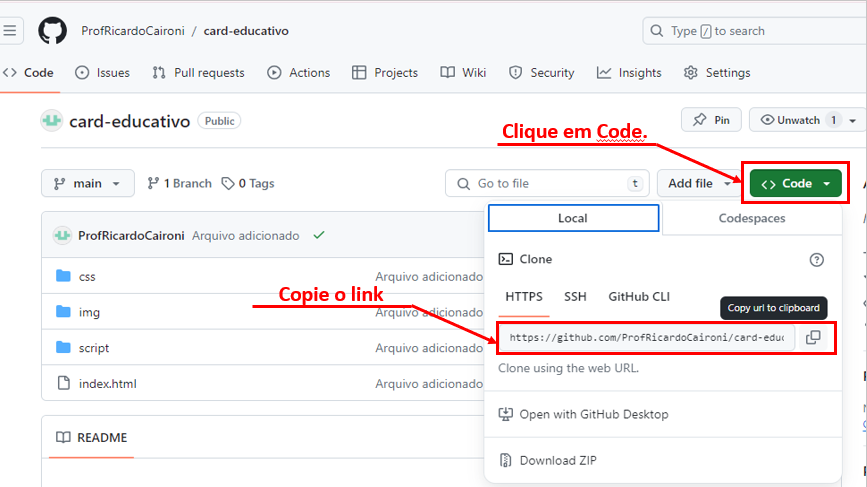 ProfRicardoCaironi / card-educativo
Type / to search
Code Issues Pull requests Actions Projects Wiki Security Insights Settings
card-educativo Public
Pin Unwatch 1
Clique em Code.
main 1 Branch 0 Tags
Go to file t Add file Code
Local Codespaces
ProfRicardoCaironi Arquivo adicionado
Clone
css Arquivo adicionado
HTTPS SSH GitHub CLI
Copie o link
Copy url to clipboard
img Arquivo adicionado
https://github.com/ProfRicardoCaironi/card-educ
script Arquivo adicionado
Clone using the web URL.
index.html Arquivo adicionado
Open with GitHub Desktop
README
Download ZIP